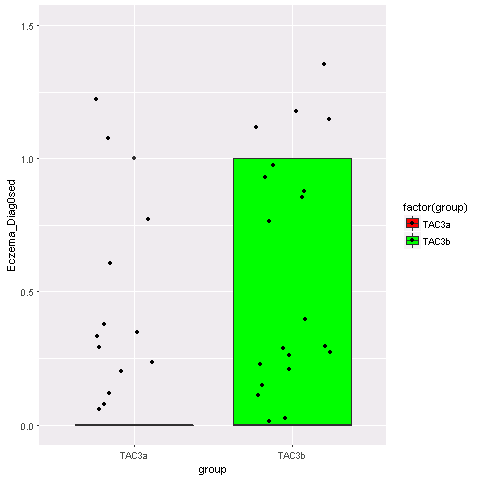 1.5
1.0
0.5
0.0
Eczema_Diag0sed
TAC3a
TAC3b
group
factor(group)
TAC3a
TAC3b